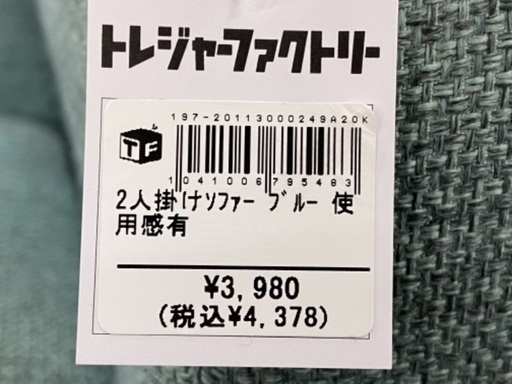 トレジャーファクトリー
197-20113000249A20K
TF
1041006795483
2人掛けｿﾌｧｰ ﾌﾞﾙｰ 使
用感有
¥3,980
(税込¥4,378)